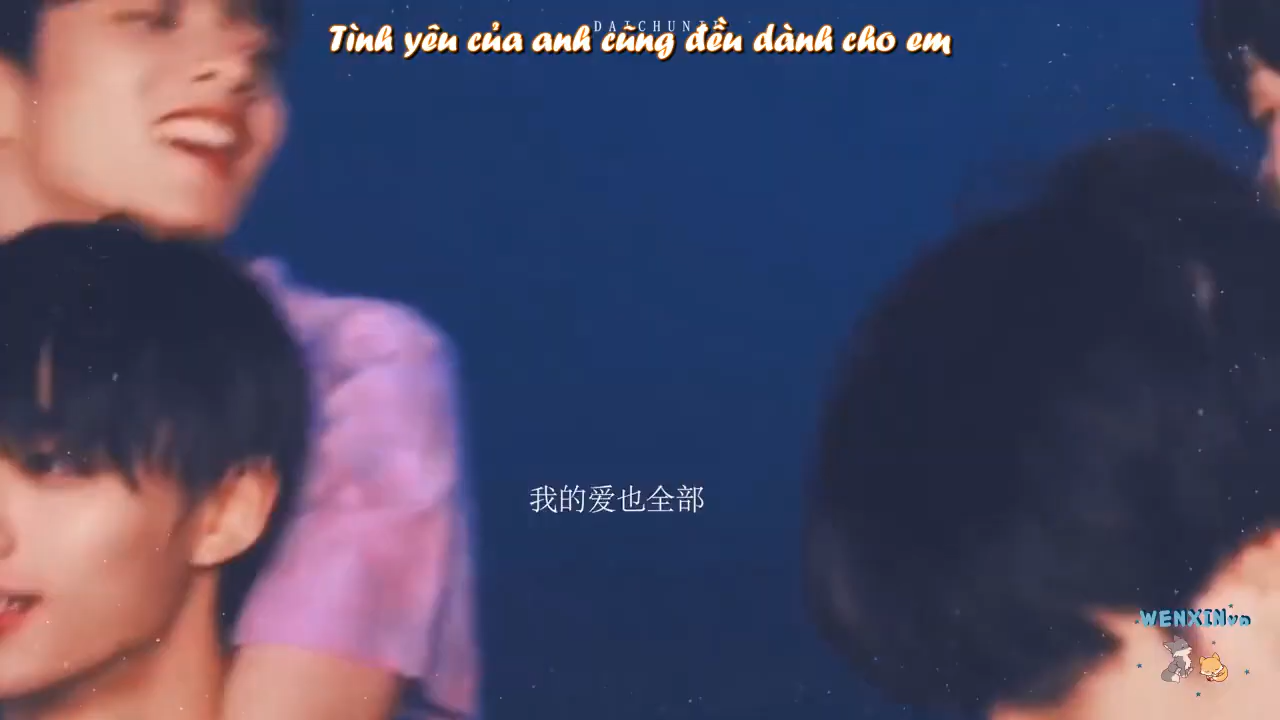 Tình yêu của anh cũng đều dành cho em
我的爱也全部
WENXINvn